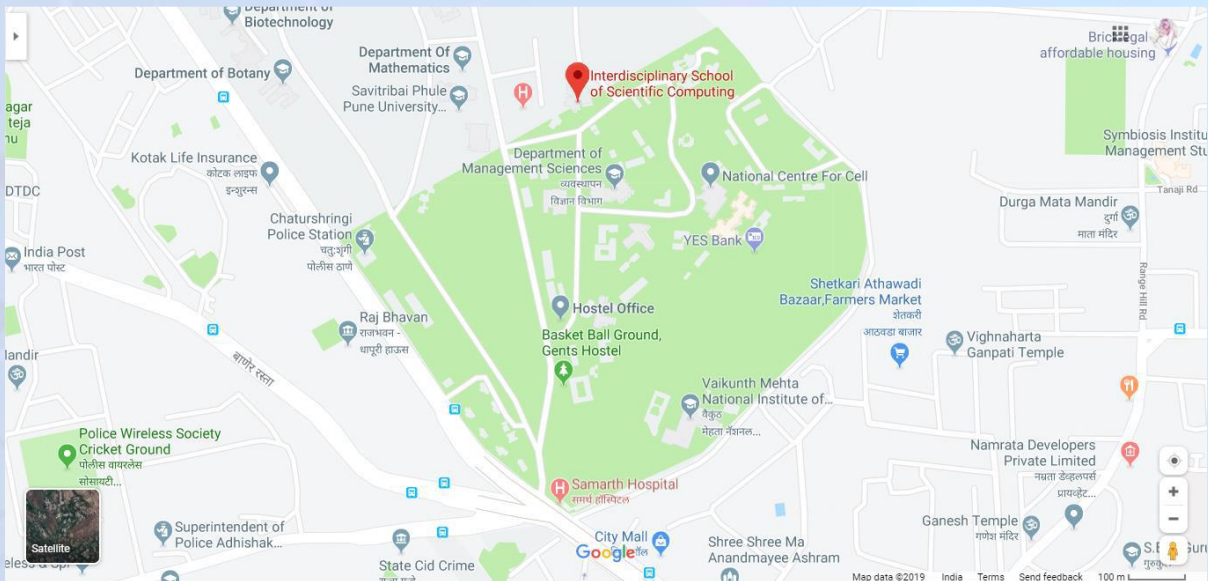 Department of
Biotechnology
Department Of
Mathematics
Department of Botany
Savitribai Phule
Pune University...
H
Interdisciplinary School
of Scientific Computing
affordable housing
Kotak Life Insurance
कोटक लाइफ
इन्शुरन्स
Department of
Management Sciences
व्यवस्थापन
विज्ञान विभाग
National Centre For Cell
Symbiosis Institu
Management Stu
Tanaji Rd
DTDC
Chaturshringi
Police Station
चतु:शृंगी
पोलीस ठाणे
YES Bank
Durga Mata Mandir
दुर्गा
माता मंदिर
India Post
भारत पोस्ट
Range Hill Rd
Shetkari Athawadi
Bazaar,Farmers Market
शेतकरी
आठवडा बाजार
Hostel Office
Raj Bhavan
राजभवन -
थापूरी हाऊस
Basket Ball Ground,
Gents Hostel
Vighnaharta
Ganpati Temple
बाणेर रस्ता
Vaikunth Mehta
National Institute of...
वैकुंठ
मेहता नॅशनल...
Police Wireless Society
Cricket Ground
पोलीस वायरलेस
सोसायटी...
Namrata Developers
Private Limited
नम्रता डेव्हलपर्स
प्रायव्हेट...
H
Samarth Hospital
समर्थ हॉस्पिटल
Satellite
Superintendent of
Police Adhishak...
State Cid Crime
City Mall
Google
Shree Shree Ma
Anandmayee Ashram
Ganesh Temple
गणेश मंदिर
Map data ©2019 India Terms Send feedback 100 m